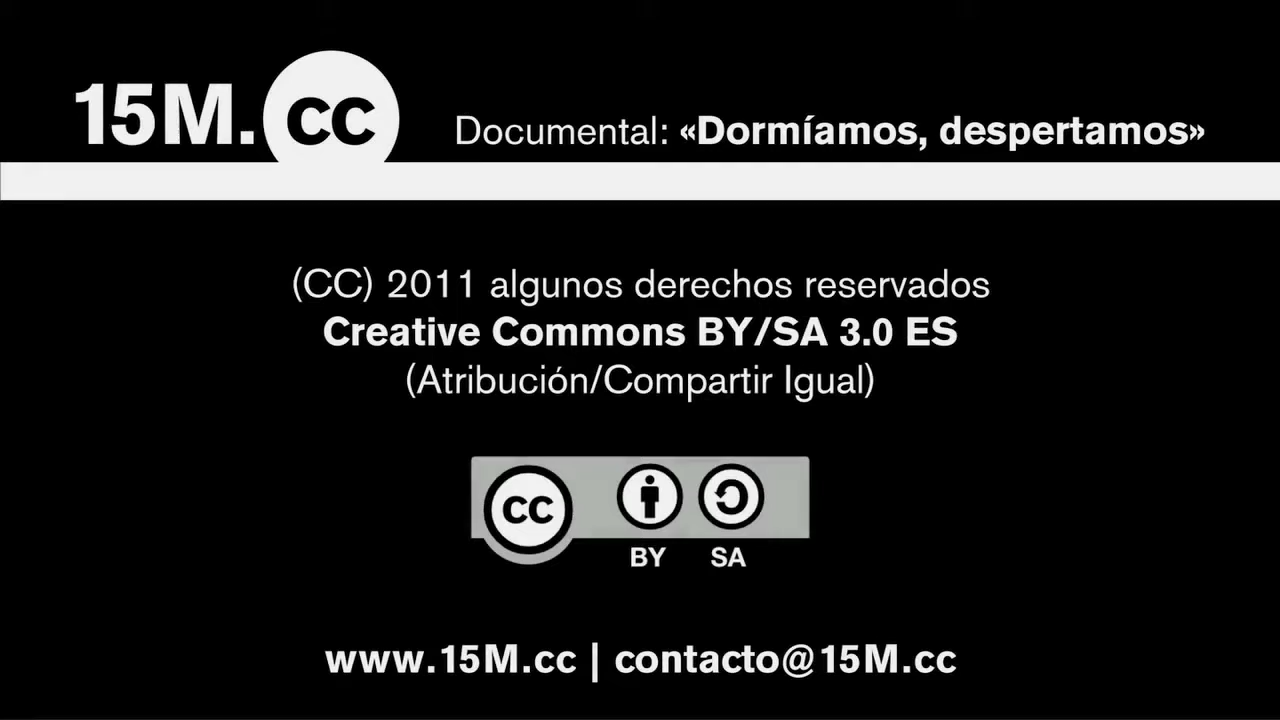 15M.cc
Documental: «Dormíamos, despertamos»
(CC) 2011 algunos derechos reservados
Creative Commons BY/SA 3.0 ES
(Atribución/Compartir Igual)
cc
BY SA
www.15M.cc | contacto@15M.cc